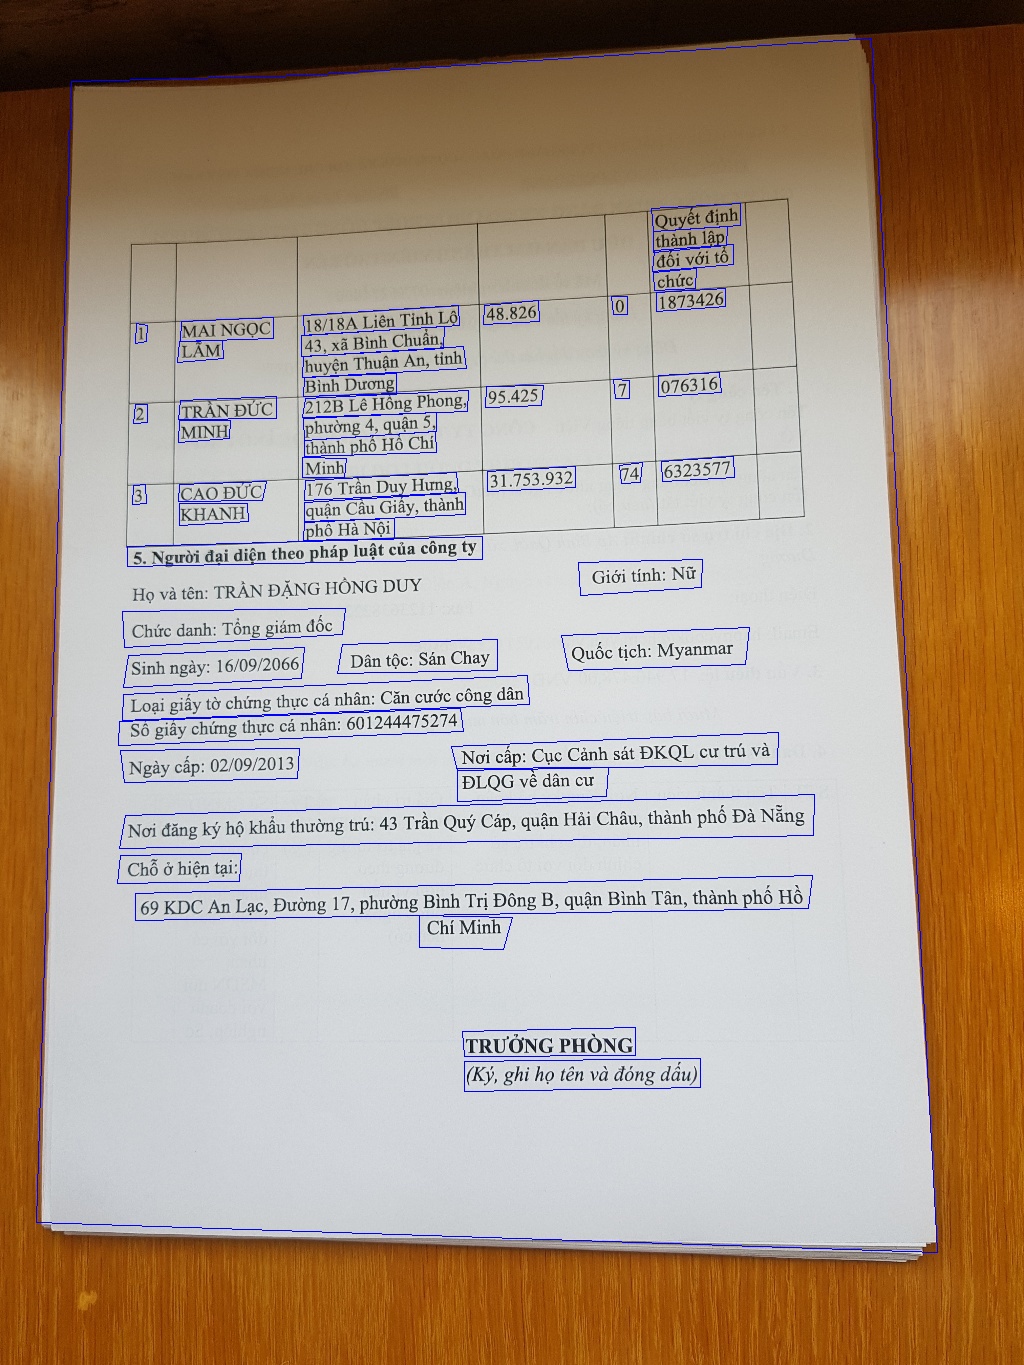 Quyết định
thành lập
đối với tổ
chức
1 MAI NGỌC LẮM 18/18A Liên Tỉnh Lộ 48.826 0 1873426
43, xã Bình Chuẩn,
huyện Thuận An, tỉnh
Bình Dương
2 TRẦN ĐỨC MINH 212B Lê Hồng Phong, 95.425 7 076316
phường 4, quận 5,
thành phố Hồ Chí
Minh
3 CAO ĐỨC KHANH 176 Trần Duy Hưng, 31.753.932 74 6323577
quận Cầu Giấy, thành
phố Hà Nội
5. Người đại diện theo pháp luật của công ty
Họ và tên: TRẦN ĐẶNG HỒNG DUY Giới tính: Nữ
Chức danh: Tổng giám đốc
Sinh ngày: 16/09/2066 Dân tộc: Sán Chay Quốc tịch: Myanmar
Loại giấy tờ chứng thực cá nhân: Căn cước công dân
Số giấy chứng thực cá nhân: 601244475274
Ngày cấp: 02/09/2013 Nơi cấp: Cục Cảnh sát ĐKQL cư trú và
ĐLQG về dân cư
Nơi đăng ký hộ khẩu thường trú: 43 Trần Quý Cáp, quận Hải Châu, thành phố Đà Nẵng
Chỗ ở hiện tại:
69 KDC An Lạc, Đường 17, phường Bình Trị Đông B, quận Bình Tân, thành phố Hồ
Chí Minh
TRƯỞNG PHÒNG
(Ký, ghi họ tên và đóng dấu)